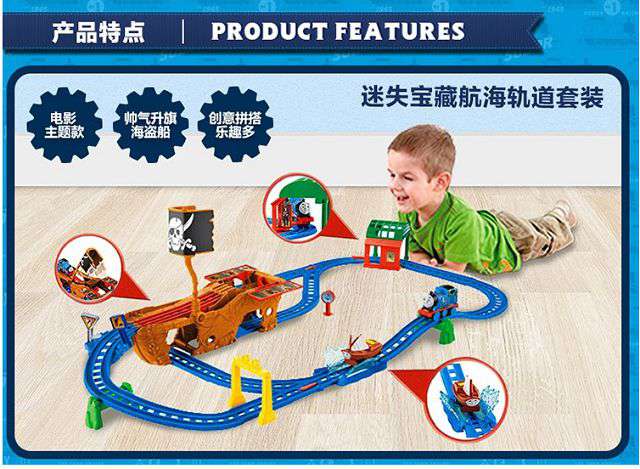 产品特点 | PRODUCT FEATURES
迷失宝藏航海轨道套装
电影
主题款
帅气升旗
海盗船
创意拼搭
乐趣多